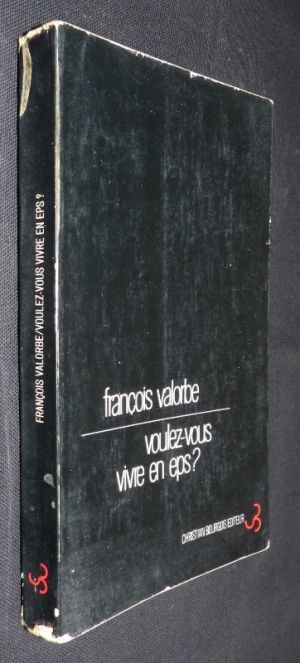 FRANÇOIS VALORBE/VOULEZ-VOUS VIVRE EN EPS ?
françois valorbe
voulez-vous
vivre en eps?
CHRISTIAN BOURGOIS EDITEUR